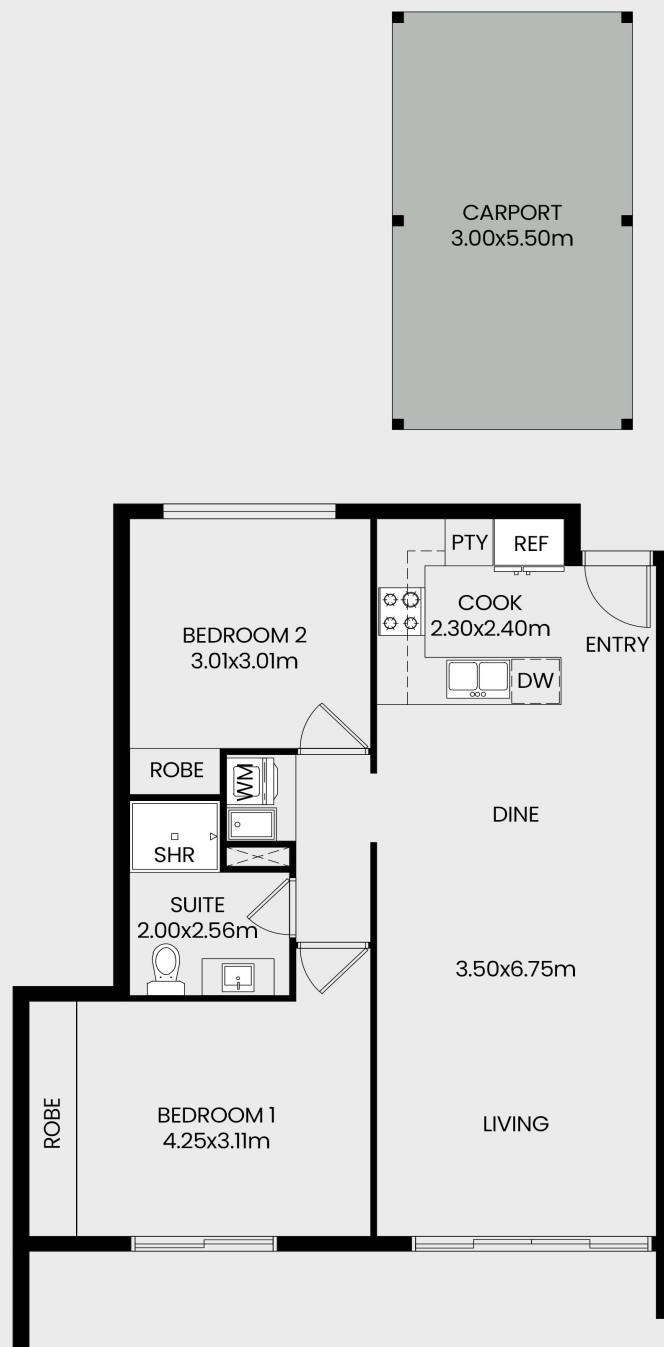 CARPORT
3.00x5.50m
PTY
REF
COOK
2.30x2.40m
ENTRY
BEDROOM 2
3.01x3.01m
DW
ROBE
WM
DINE
SHR
SUITE
2.00x2.56m
3.50x6.75m
ROBE
BEDROOM 1
4.25x3.11m
LIVING